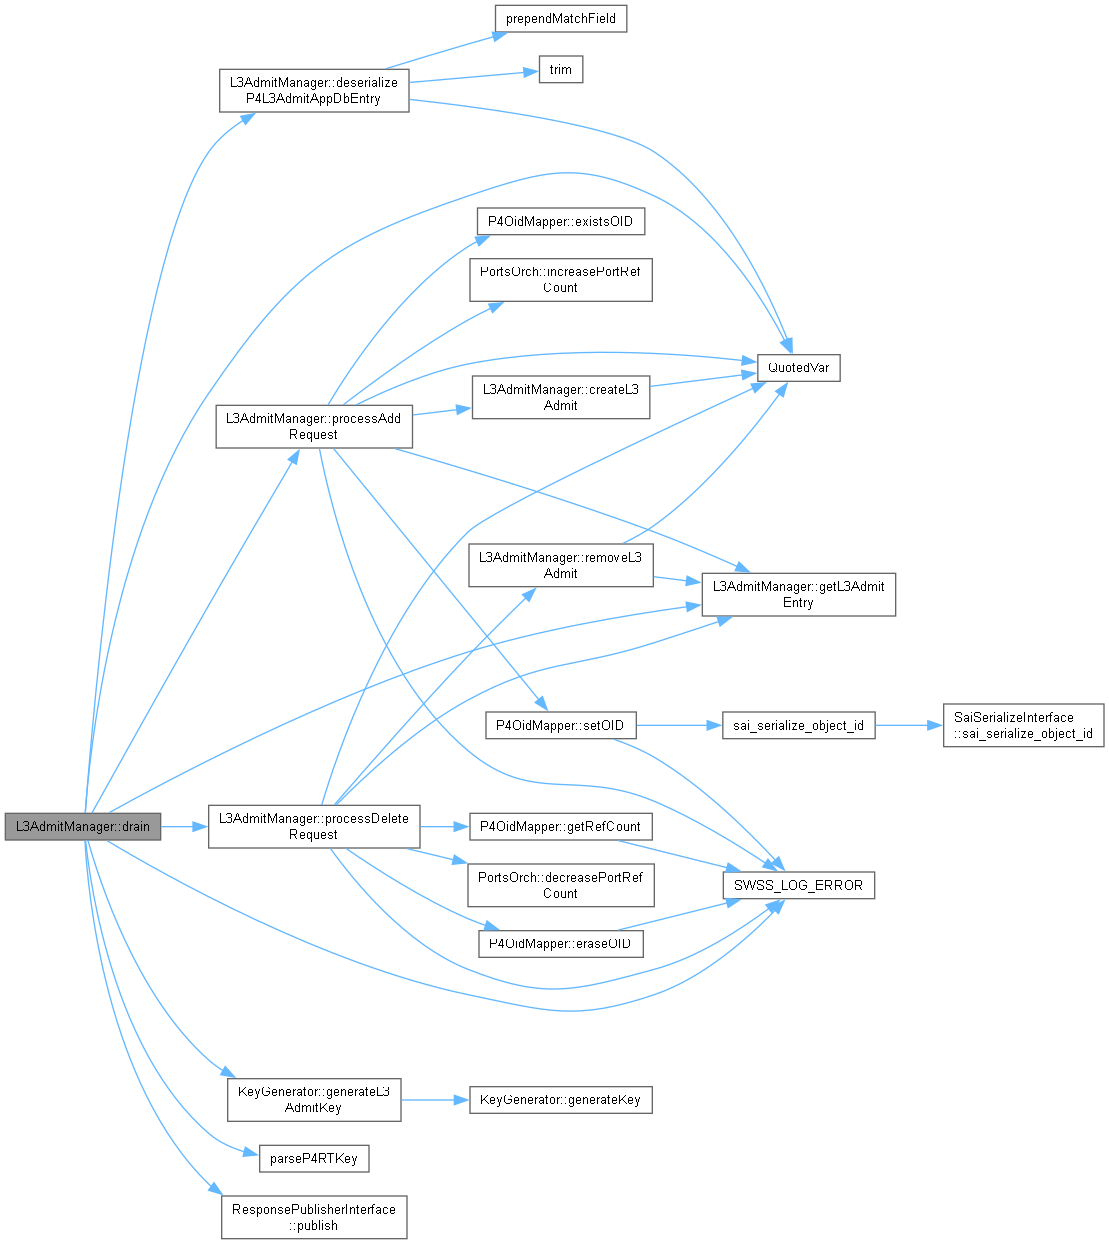 prependMatchField
L3AdmitManager::deserialize
P4L3AdmitAppDbEntry
trim
P4OidMapper::existsOID
PortsOrch::increasePortRef
Count
QuotedVar
L3AdmitManager::createL3
Admit
L3AdmitManager::processAdd
Request
L3AdmitManager::removeL3
Admit
L3AdmitManager::getL3Admit
Entry
P4OidMapper::setOID
sai_serialize_object_id
SaiSerializeInterface
::sai_serialize_object_id
L3AdmitManager::drain
L3AdmitManager::processDelete
Request
P4OidMapper::getRefCount
PortsOrch::decreasePortRef
Count
SWSS_LOG_ERROR
P4OidMapper::eraseOID
KeyGenerator::generateL3
AdmitKey
KeyGenerator::generateKey
parseP4RTKey
ResponsePublisherInterface
::publish